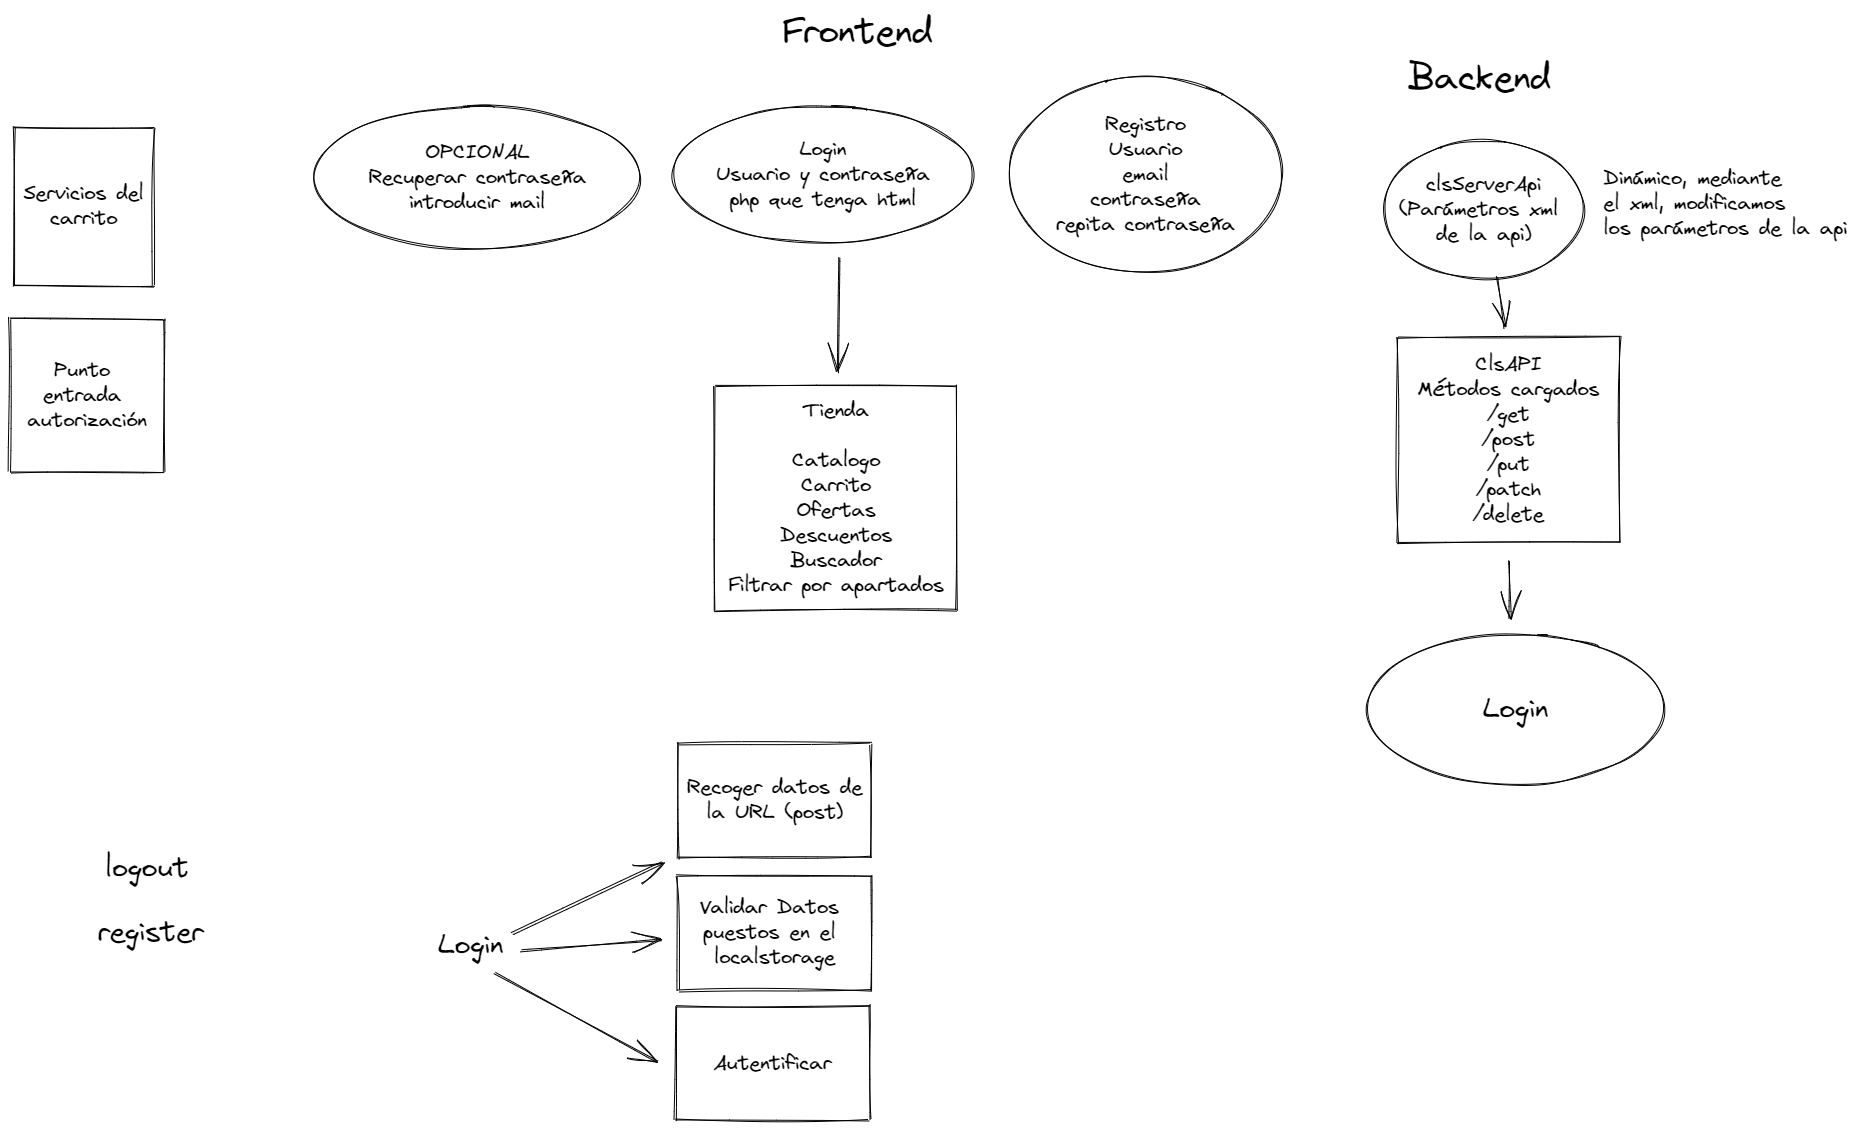 Frontend
Backend
Servicios del
carrito
Punto
entrada
autorización
OPCIONAL
Recuperar contraseña
introducir mail
Login
Usuario y contraseña
php que tenga html
Registro
Usuario
email
contraseña
repita contraseña
clsServerApi
(Parámetros xml
de la api)
Dinámico, mediante
el xml, modificamos
los parámetros de la api
Tienda
Catalogo
Carrito
Ofertas
Descuentos
Buscador
Filtrar por apartados
ClsAPI
Métodos cargados
/get
/post
/put
/patch
/delete
Login
logout
register
Login
Recoger datos de
la URL (post)
Validar Datos
puestos en el
localstorage
Autentificar